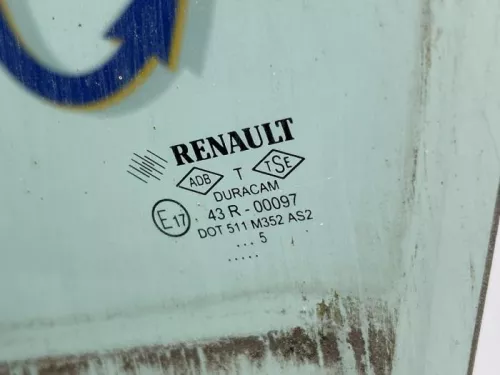 RENAULT
ADB T TSE
DURACAM
E17 43 R - 00097
DOT 511 M352 AS2
... 5
.....